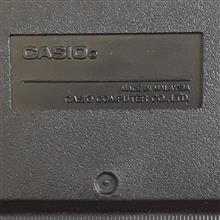 CASIO®
MADE IN MALAYSIA
CASIO COMPUTER CO.,LTD.